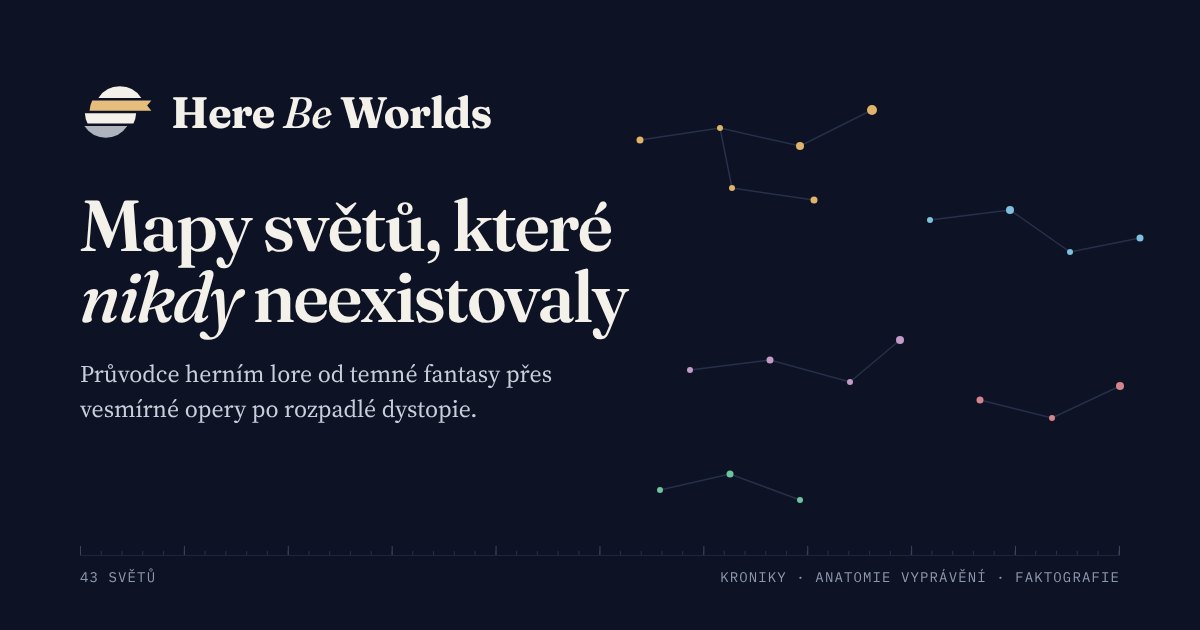 Here Be Worlds
Mapy světů, které
nikdy neexistovaly
Průvodce herním lore od temné fantasy přes
vesmírné opery po rozpadlé dystopie.
43 SVĚTŮ
KRONIKY · ANATOMIE VYPRÁVĚNÍ · FAKTOGRAFIE